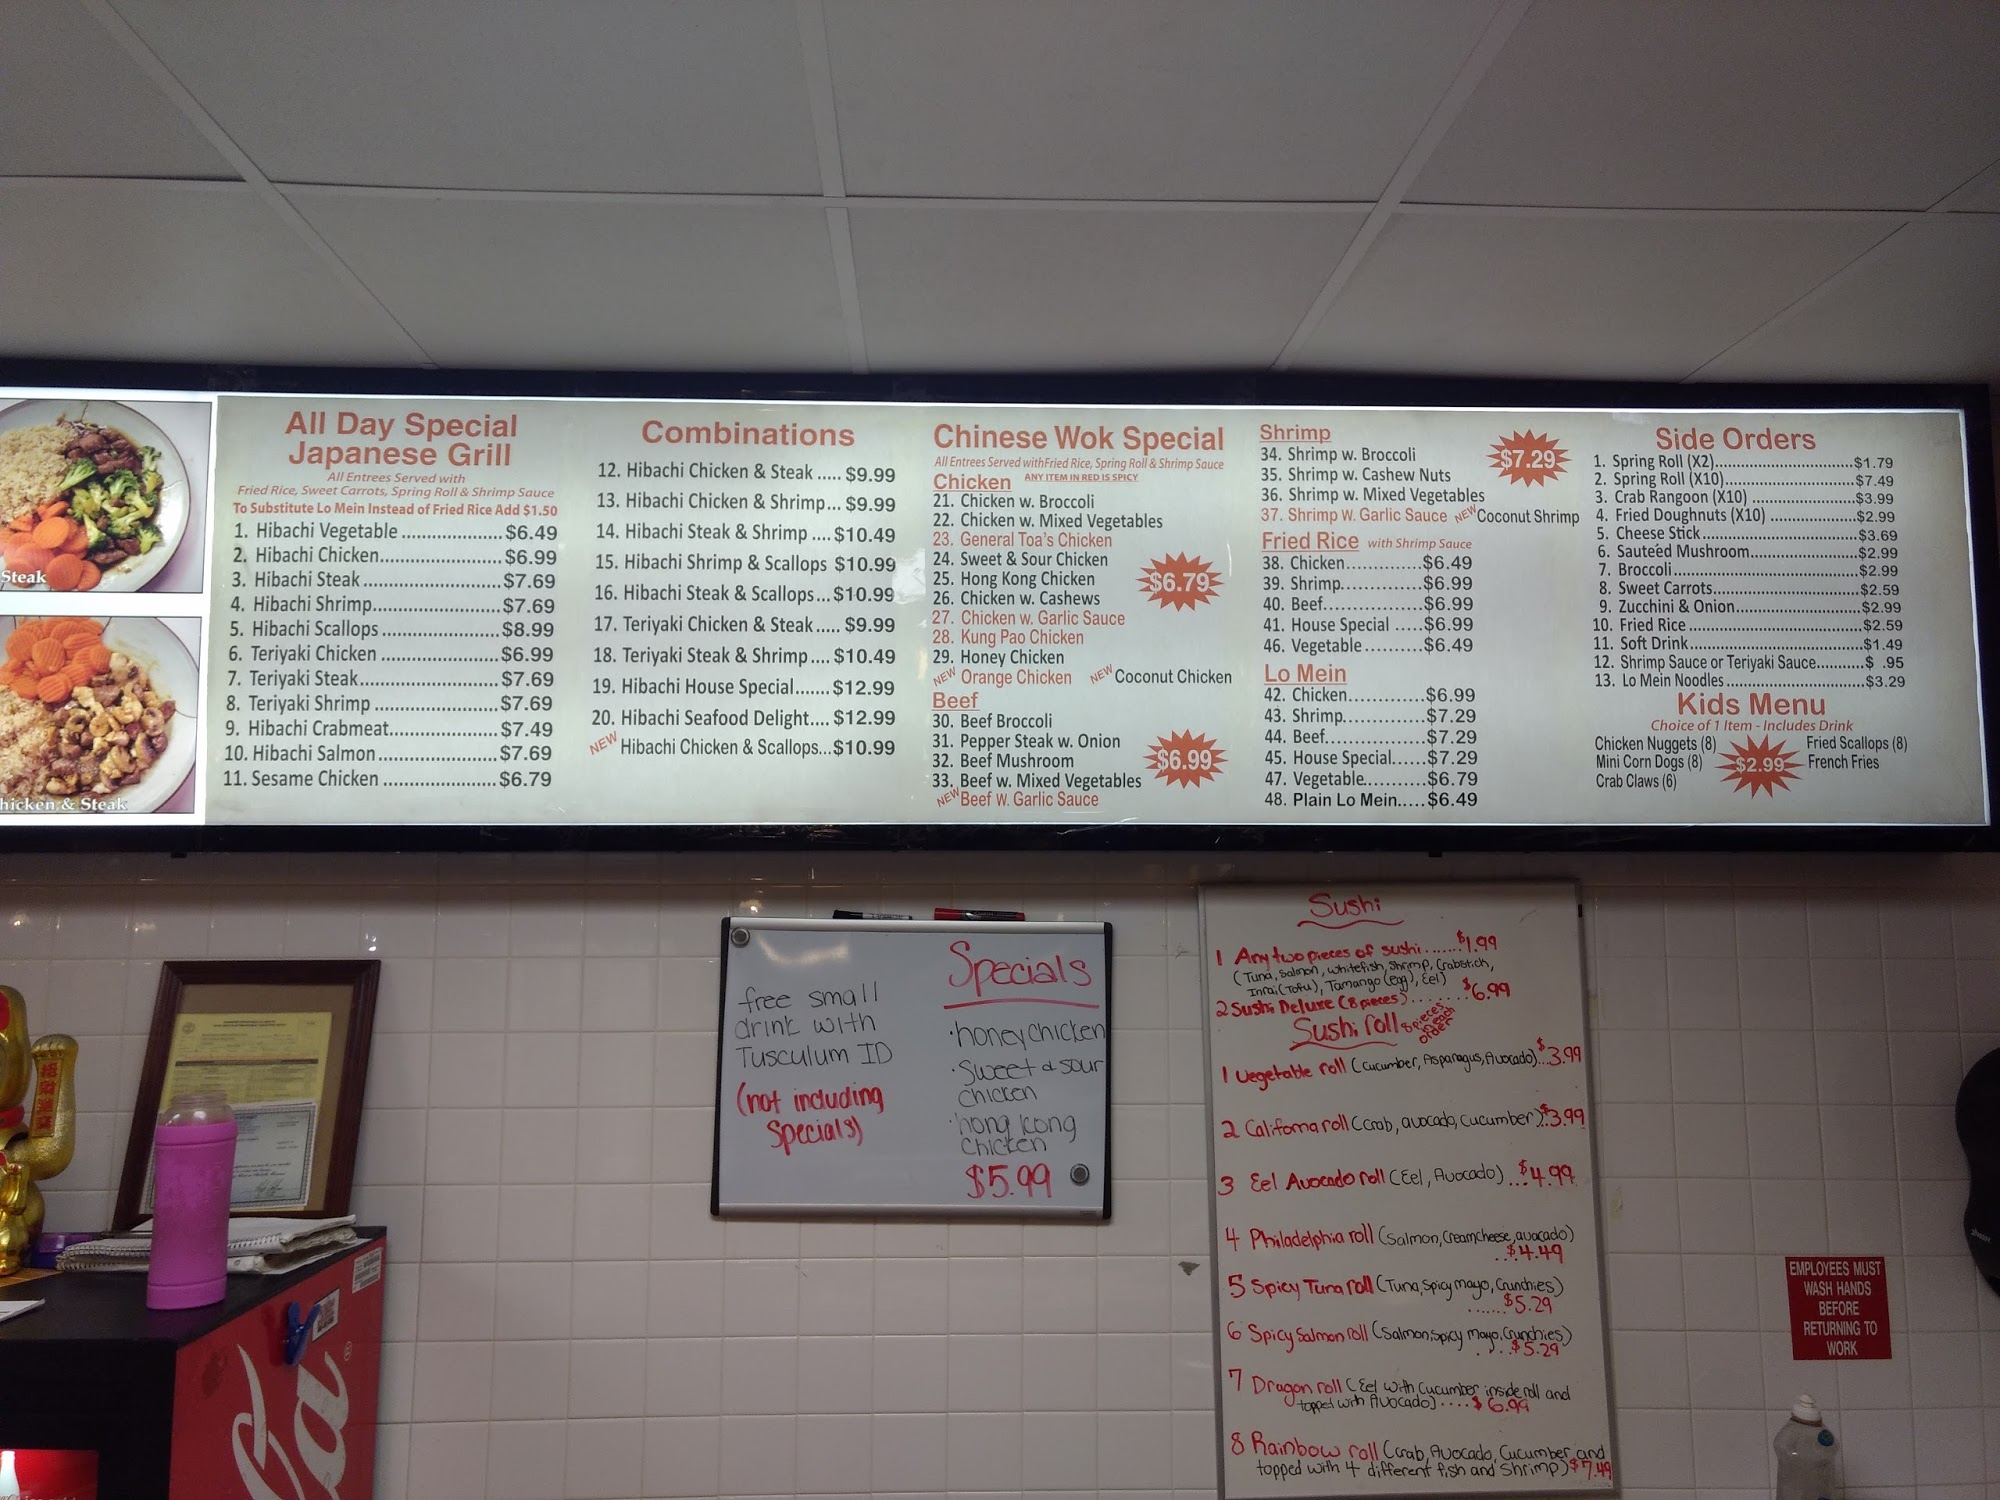 Steak
hicken & Steak
All Day Special
Japanese Grill
All Entrees Served with
Fried Rice, Sweet Carrots, Spring Roll & Shrimp Sauce
To Substitute Lo Mein Instead of Fried Rice Add $1.50
1. Hibachi Vegetable ......................$6.49
2. Hibachi Chicken..........................$6.99
3. Hibachi Steak ..............................$7.69
4. Hibachi Shrimp............................$7.69
5. Hibachi Scallops .........................$8.99
6. Teriyaki Chicken .........................$6.99
7. Teriyaki Steak..............................$7.69
8. Teriyaki Shrimp ...........................$7.69
9. Hibachi Crabmeat........................$7.49
10. Hibachi Salmon ..........................$7.69
11. Sesame Chicken ........................$6.79
Combinations
12. Hibachi Chicken & Steak ..... $9.99
13. Hibachi Chicken & Shrimp... $9.99
14. Hibachi Steak & Shrimp .... $10.49
15. Hibachi Shrimp & Scallops $10.99
16. Hibachi Steak & Scallops... $10.99
17. Teriyaki Chicken & Steak ..... $9.99
18. Teriyaki Steak & Shrimp .... $10.49
19. Hibachi House Special....... $12.99
20. Hibachi Seafood Delight.... $12.99
NEW Hibachi Chicken & Scallops...$10.99
Chinese Wok Special
All Entrees Served withFried Rice, Spring Roll & Shrimp Sauce
ANY ITEM IN RED IS SPICY
Chicken
21. Chicken w. Broccoli
22. Chicken w. Mixed Vegetables
23. General Toa's Chicken
24. Sweet & Sour Chicken
25. Hong Kong Chicken
26. Chicken w. Cashews
27. Chicken w. Garlic Sauce
28. Kung Pao Chicken
29. Honey Chicken
NEW Orange Chicken NEW Coconut Chicken
$6.79
Beef
30. Beef Broccoli
31. Pepper Steak w. Onion
32. Beef Mushroom
33. Beef w. Mixed Vegetables
NEW Beef w. Garlic Sauce
$6.99
Shrimp
34. Shrimp w. Broccoli
35. Shrimp w. Cashew Nuts
36. Shrimp w. Mixed Vegetables
37. Shrimp w. Garlic Sauce NEW Coconut Shrimp
$7.29
Fried Rice with Shrimp Sauce
38. Chicken............$6.49
39. Shrimp.............$6.99
40. Beef................$6.99
41. House Special .....$6.99
46. Vegetable .........$6.49
Lo Mein
42. Chicken............$6.99
43. Shrimp.............$7.29
44. Beef................$7.29
45. House Special......$7.29
47. Vegetable..........$6.79
48. Plain Lo Mein.....$6.49
Side Orders
1. Spring Roll (X2)..............................$1.79
2. Spring Roll (X10).............................$7.49
3. Crab Rangoon (X10) .......................$3.99
4. Fried Doughnuts (X10) ...................$2.99
5. Cheese Stick...................................$3.69
6. Sauteéd Mushroom........................$2.99
7. Broccoli..........................................$2.99
8. Sweet Carrots.................................$2.59
9. Zucchini & Onion...........................$2.99
10. Fried Rice .....................................$2.59
11. Soft Drink.....................................$1.49
12. Shrimp Sauce or Teriyaki Sauce..........$ .95
13. Lo Mein Noodles ..............................$3.29
Kids Menu
Choice of 1 Item - Includes Drink
Chicken Nuggets (8)
Mini Corn Dogs (8)
Crab Claws (6)
$2.99
Fried Scallops (8)
French Fries
free small
drink with
Tusculum ID
(not including
Specials)
Specials
·honey chicken
·Sweet & sour
chicken
·hong kong
chicken
$5.99
Sushi
1 Any two pieces of sushi.......$1.99
(Tuna, Salmon, whitefish, Shrimp, Crabstick,
Inrai(Tofu), Tamango(egg), Eel)
2 Sushi Deluxe (8 pieces)........$6.99
Sushi roll 8 pieces in each order
1 Vegetable roll (Cucumber, Asparagus, Avocado)...$3.99
2 California roll (Crab, avocado, cucumber)..$3.99
3 Eel Avocado roll (Eel, Avocado)...$4.99
4 Philadelphia roll (Salmon, Creamcheese, avocado)
...$4.49
5 Spicy Tuna roll (Tuna, spicy mayo, Crunchies)
......$5.29
6 Spicy Salmon roll (Salmon, spicy mayo, Crunchies)
.....$5.29
7 Dragon roll (Eel with Cucumber inside roll and
topped with Avocado)....$6.99
8 Rainbow roll (Crab, Avocado, Cucumber, and
topped with 4 different fish and Shrimp)$7.49
EMPLOYEES MUST
WASH HANDS
BEFORE
RETURNING TO
WORK